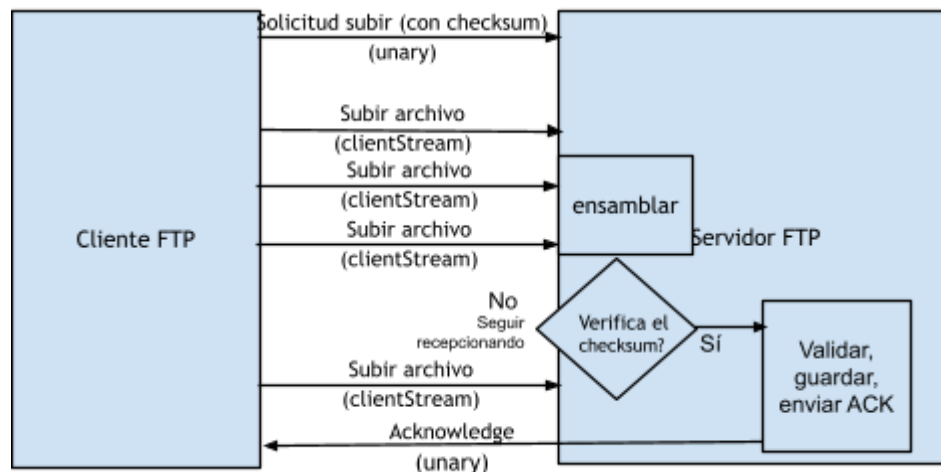 Solicitud subir (con checksum)
(unary)
Subir archivo
(clientStream)
Subir archivo
(clientStream)
ensamblar
Cliente FTP
Subir archivo
Servidor FTP
(clientStream)
No
Seguir
recepcionando
Verifica el
checksum?
Sí
Validar,
guardar,
enviar ACK
Subir archivo
(clientStream)
Acknowledge
(unary)